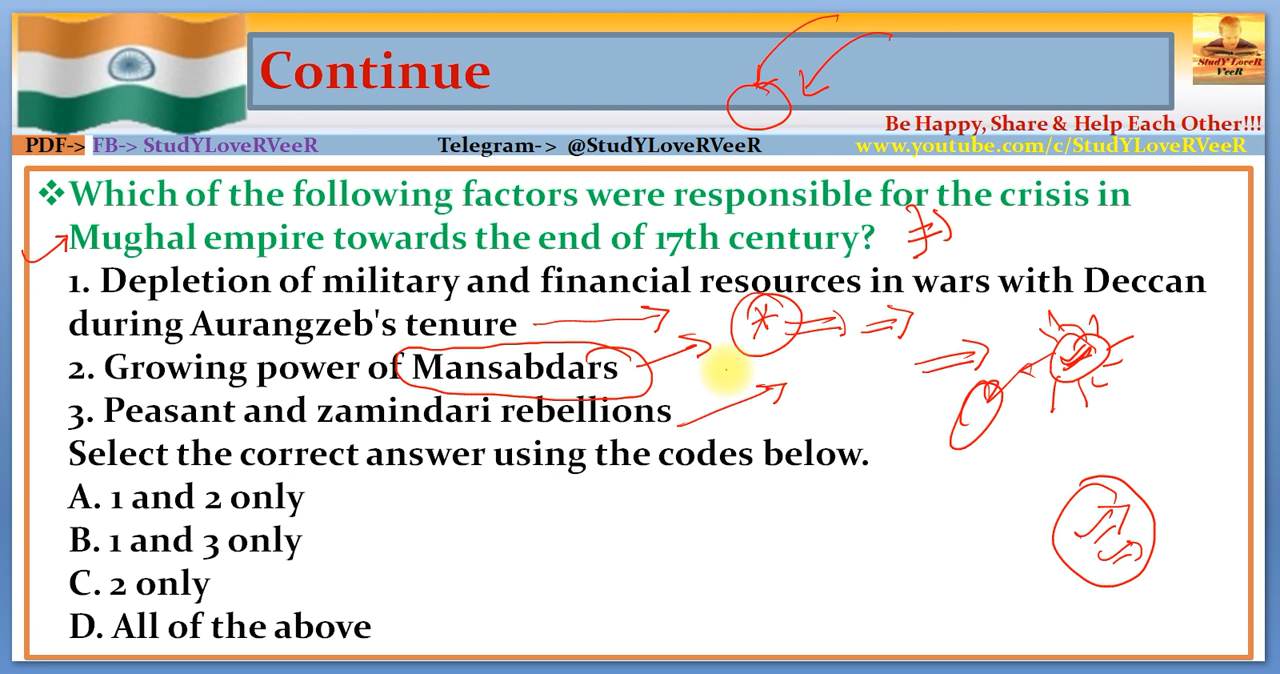 Continue
StudY LoveR
VeeR
Be Happy, Share & Help Each Other!!!
PDF-> FB-> StudYLoveRVeeR Telegram-> @StudYLoveRVeeR www.youtube.com/c/StudYLoveRVeeR
❖Which of the following factors were responsible for the crisis in
Mughal empire towards the end of 17th century?
1. Depletion of military and financial resources in wars with Deccan
during Aurangzeb's tenure
2. Growing power of Mansabdars
3. Peasant and zamindari rebellions
Select the correct answer using the codes below.
A. 1 and 2 only
B. 1 and 3 only
C. 2 only
D. All of the above